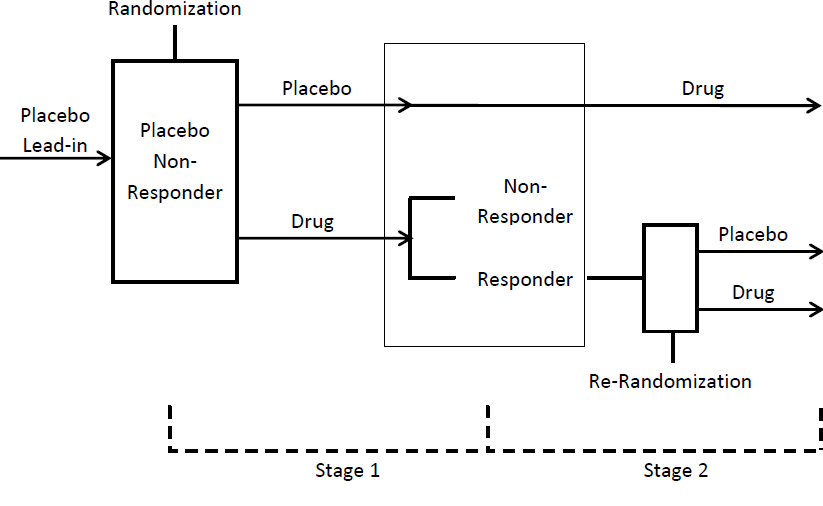 Randomization
Placebo
Lead-in
Placebo
Non-
Responder
Placebo
Drug
Drug
Non-
Responder
Responder
Placebo
Drug
Re-Randomization
Stage 1
Stage 2